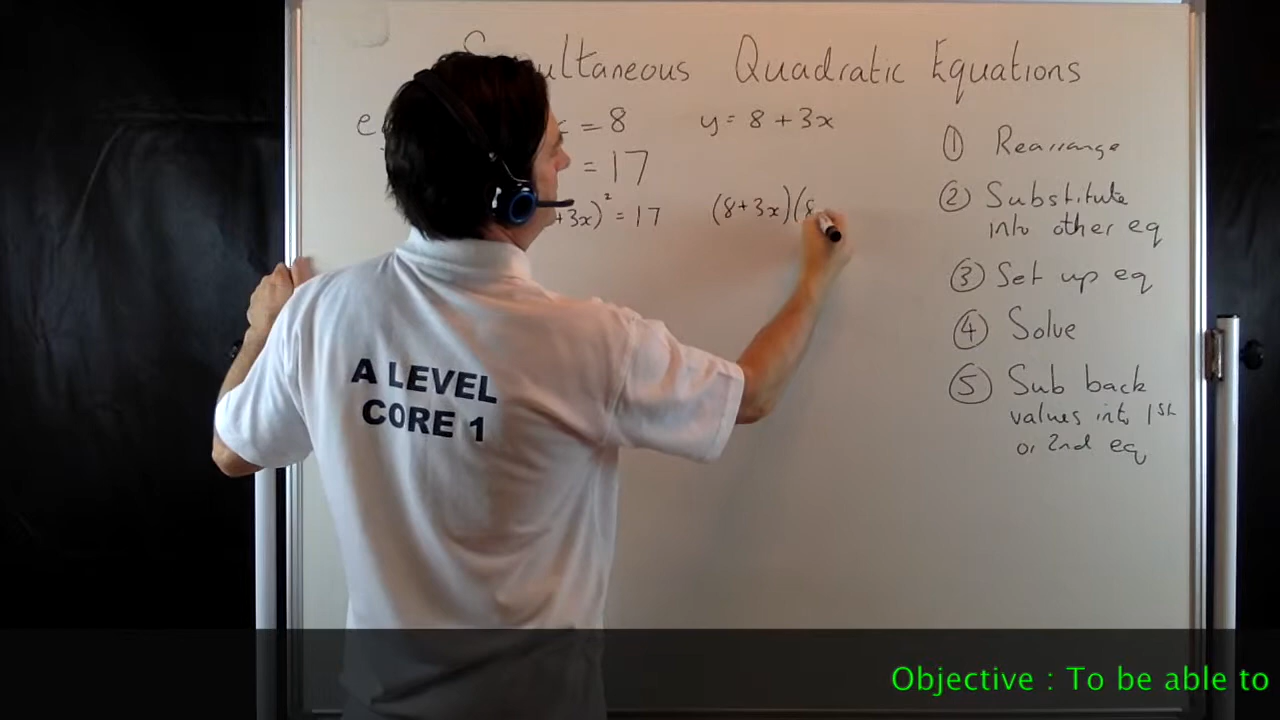 Simultaneous Quadratic Equations
= 8
y = 8 + 3x
= 17
+3x)² = 17
(8+3x)(8
① Rearrange
② Substitute
into other eq
③ Set up eq
④ Solve
⑤ Sub back
values into 1st
or 2nd eq
A LEVEL
CORE 1
Objective : To be able to